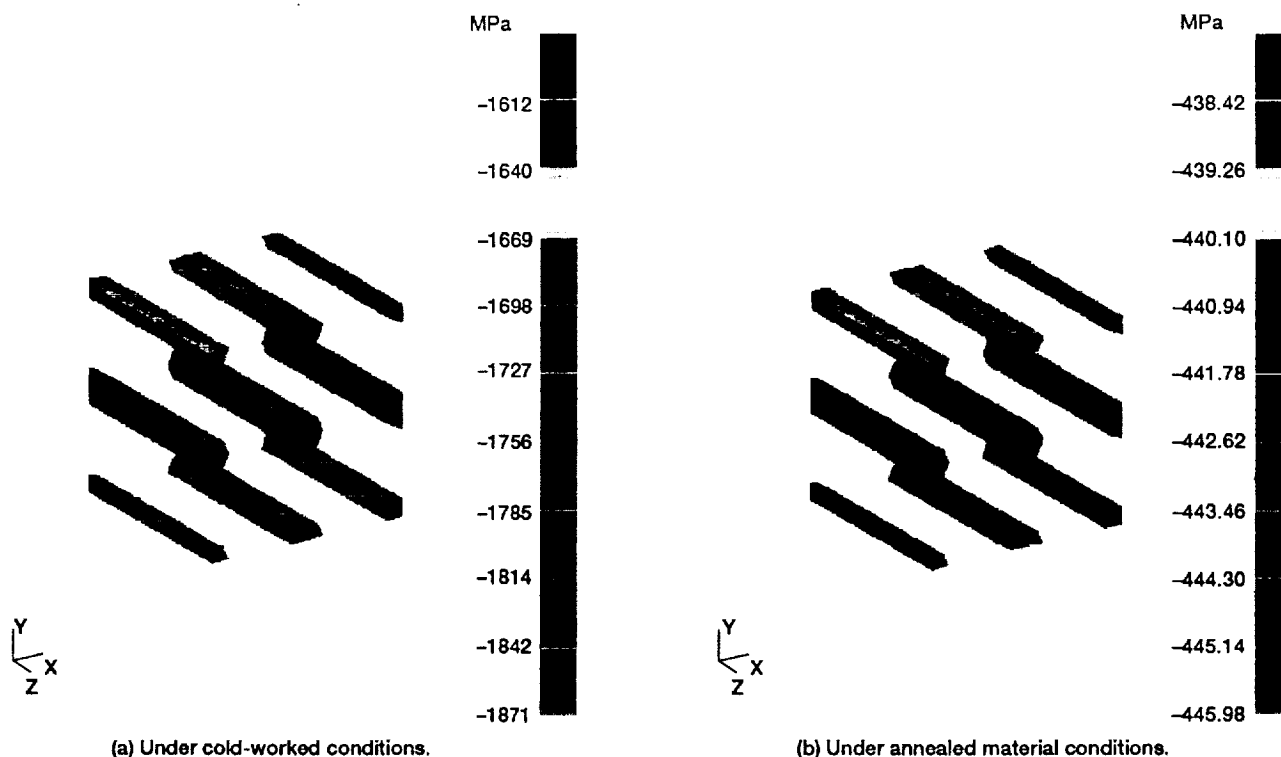 MPa
−1612
−1640
−1669
−1698
−1727
−1756
−1785
−1814
−1842
−1871
Y
X
Z
(a) Under cold-worked conditions.
MPa
−438.42
−439.26
−440.10
−440.94
−441.78
−442.62
−443.46
−444.30
−445.14
−445.98
Y
X
Z
(b) Under annealed material conditions.